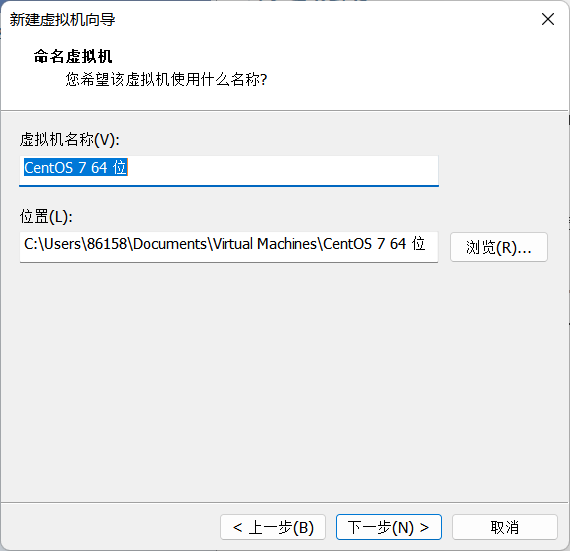 新建虚拟机向导
命名虚拟机
您希望该虚拟机使用什么名称?
虚拟机名称(V):
CentOS 7 64 位
位置(L):
C:\Users\86158\Documents\Virtual Machines\CentOS 7 64 位
浏览(R)...
< 上一步(B)
下一步(N) >
取消